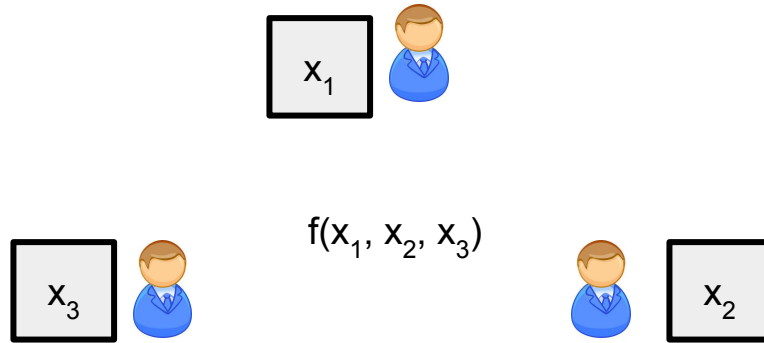 x₁
f(x₁, x₂, x₃)
x₃
x₂